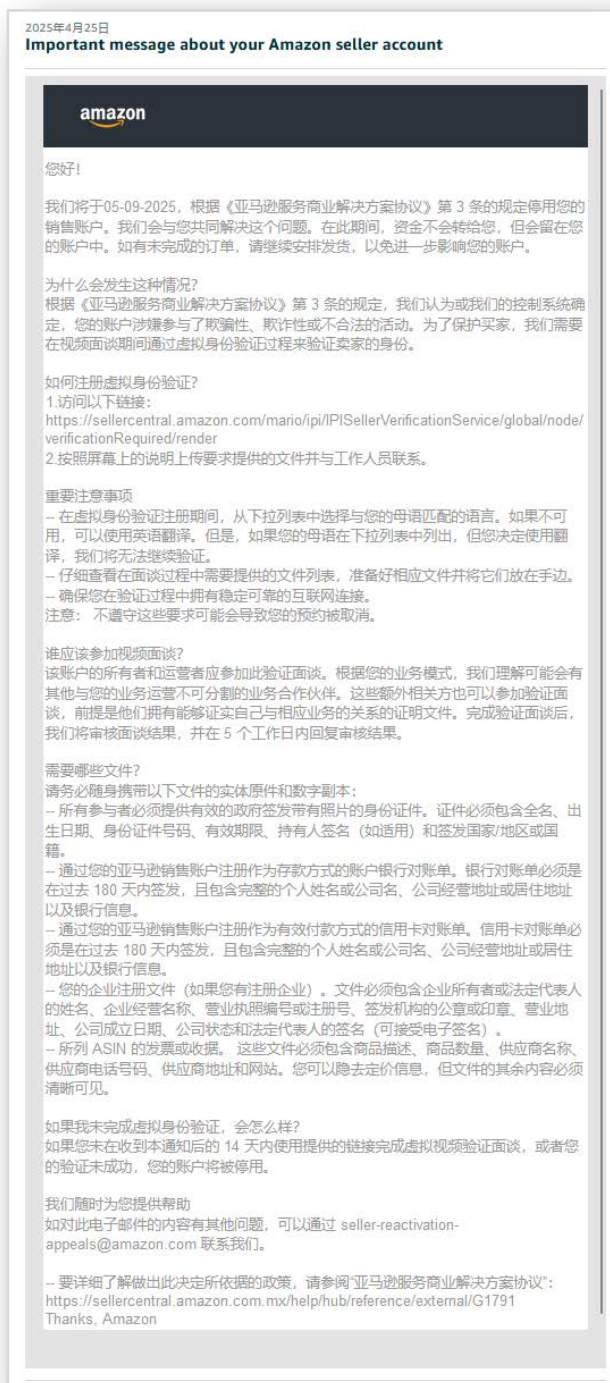 2025年4月25日
Important message about your Amazon seller account
amazon
您好！
我们将于05-09-2025，根据《亚马逊服务商业解决方案协议》第 3 条的规定停用您的
销售账户。我们会与您共同解决这个问题。在此期间，资金不会转给您，但会留在您
的账户中。如有未完成的订单，请继续安排发货，以免进一步影响您的账户。
为什么会发生这种情况？
根据《亚马逊服务商业解决方案协议》第 3 条的规定，我们认为或我们的控制系统确
定，您的账户涉嫌参与了欺骗性、欺诈性或不合法的活动。为了保护买家，我们需要
在视频面谈期间通过虚拟身份验证过程来验证卖家的身份。
如何注册虚拟身份验证？
1.访问以下链接：
https://sellercentral.amazon.com/mario/ipi/IPISellerVerificationService/global/node/
verificationRequired/render
2.按照屏幕上的说明上传要求提供的文件并与工作人员联系。
重要注意事项
-- 在虚拟身份验证注册期间，从下拉列表中选择与您的母语匹配的语言。如果不可
用，可以使用英语翻译。但是，如果您的母语在下拉列表中列出，但您决定使用翻
译，我们将无法继续验证。
-- 仔细查看在面谈过程中需要提供的文件列表，准备好相应文件并将它们放在手边。
-- 确保您在验证过程中拥有稳定可靠的互联网连接。
注意： 不遵守这些要求可能会导致您的预约被取消。
谁应该参加视频面谈？
该账户的所有者和运营者应参加此验证面谈。根据您的业务模式，我们理解可能会有
其他与您的业务运营不可分割的业务合作伙伴。这些额外相关方也可以参加验证面
谈，前提是他们拥有能够证实自己与相应业务的关系的证明文件。完成验证面谈后，
我们将审核面谈结果，并在 5 个工作日内回复审核结果。
需要哪些文件？
请务必随身携带以下文件的实体原件和数字副本：
-- 所有参与者必须提供有效的政府签发带有照片的身份证件。证件必须包含全名、出
生日期、身份证件号码、有效期限、持有人签名（如适用）和签发国家/地区或国
籍。
-- 通过您的亚马逊销售账户注册作为存款方式的账户银行对账单。银行对账单必须是
在过去 180 天内签发，且包含完整的个人姓名或公司名、公司经营地址或居住地址
以及银行信息。
-- 通过您的亚马逊销售账户注册作为有效付款方式的信用卡对账单。信用卡对账单必
须是在过去 180 天内签发，且包含完整的个人姓名或公司名、公司经营地址或居住
地址以及银行信息。
-- 您的企业注册文件（如果您有注册企业）。文件必须包含企业所有者或法定代表人
的姓名、企业经营名称、营业执照编号或注册号、签发机构的公章或印章、营业地
址、公司成立日期、公司状态和法定代表人的签名（可接受电子签名）。
-- 所列 ASIN 的发票或收据。 这些文件必须包含商品描述、商品数量、供应商名称、
供应商电话号码、供应商地址和网站。您可以隐去定价信息，但文件的其余内容必须
清晰可见。
如果我未完成虚拟身份验证，会怎么样？
如果您未在收到本通知后的 14 天内使用提供的链接完成虚拟视频验证面谈，或者您
的验证未成功，您的账户将被停用。
我们随时为您提供帮助
如对此电子邮件的内容有其他问题，可以通过 seller-reactivation-
appeals@amazon.com 联系我们。
-- 要详细了解做出此决定所依据的政策，请参阅“亚马逊服务商业解决方案协议”：
https://sellercentral.amazon.com.mx/help/hub/reference/external/G1791
Thanks, Amazon